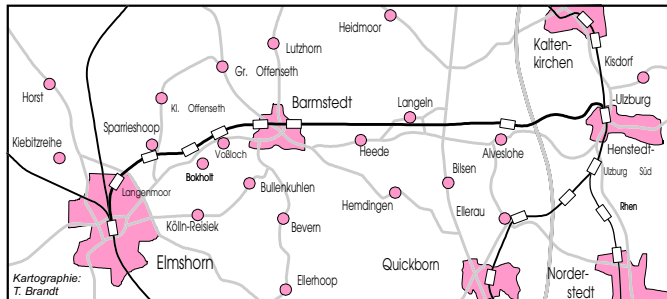 Heidmoor
Kalten-
kirchen
Lutzhorn
Kisdorf
Gr. Offenseth
Horst
Kl. Offenseth
Barmstedt
Langeln
-Ulzburg
Sparrieshoop
Kiebitzreihe
Voßloch
Heede
Alveslohe
Henstedt-
Bokholt
Bilsen
Ulzburg Süd
Langenmoor
Bullenkuhlen
Hemdingen
Rhen
Kölln-Reisiek
Bevern
Ellerau
Elmshorn
Quickborn
Norder-
stedt
Ellerhoop
Kartographie:
T. Brandt